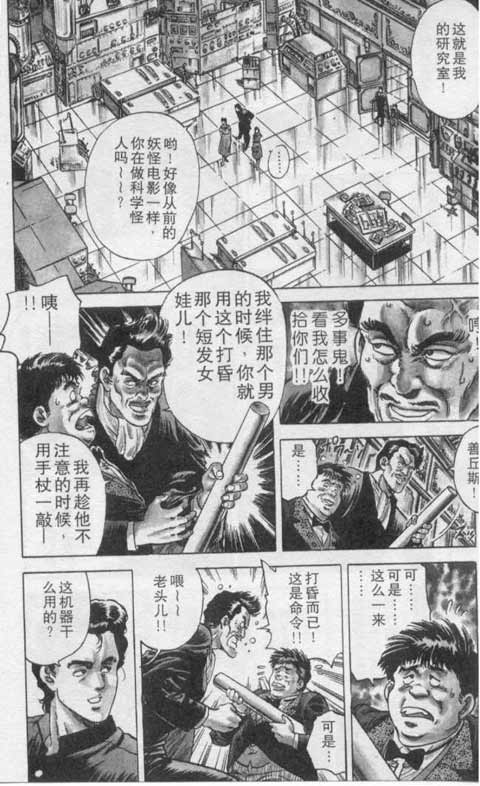 这就是我
的研究室！
……
哟！好像从前的
妖怪电影一样，
你在做科学怪
人吗～～？
哼！
多事鬼！
看我怎么收
拾你们!!
我绊住那个男
的时候，你就
用这个打昏
那个短发女
娃儿！
咦——
!!
我再趁他不
注意的时候，
用手杖一敲—
善丘斯！
是……
可……
可是……
这么一来
打昏而已！
这是命令!!
可是…
喂～～
老头儿!!
这机器干
么用的？